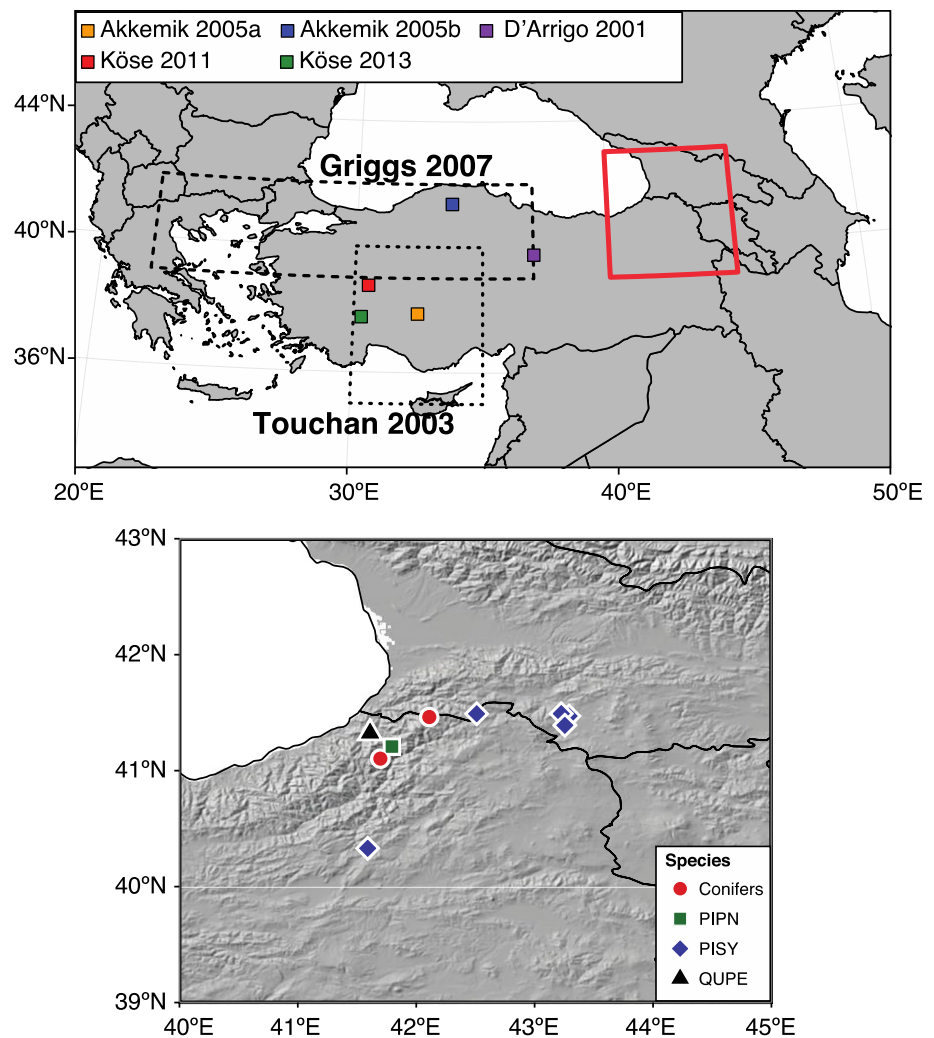 Akkemik 2005a Akkemik 2005b D'Arrigo 2001
Köse 2011 Köse 2013
44ºN
Griggs 2007
40ºN
36ºN
Touchan 2003
20ºE 30ºE 40ºE 50ºE
43ºN
42ºN
41ºN
40ºN
39ºN
Species
Conifers
PIPN
PISY
QUPE
40ºE 41ºE 42ºE 43ºE 44ºE 45ºE